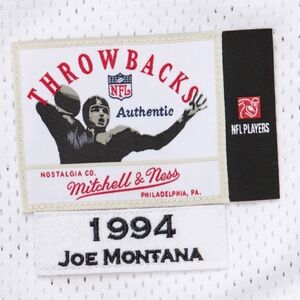 THROWBACKS
NFL
Authentic
NFL PLAYERS
NOSTALGIA CO.
Mitchell & Ness
PHILADELPHIA, PA.
1994
JOE MONTANA